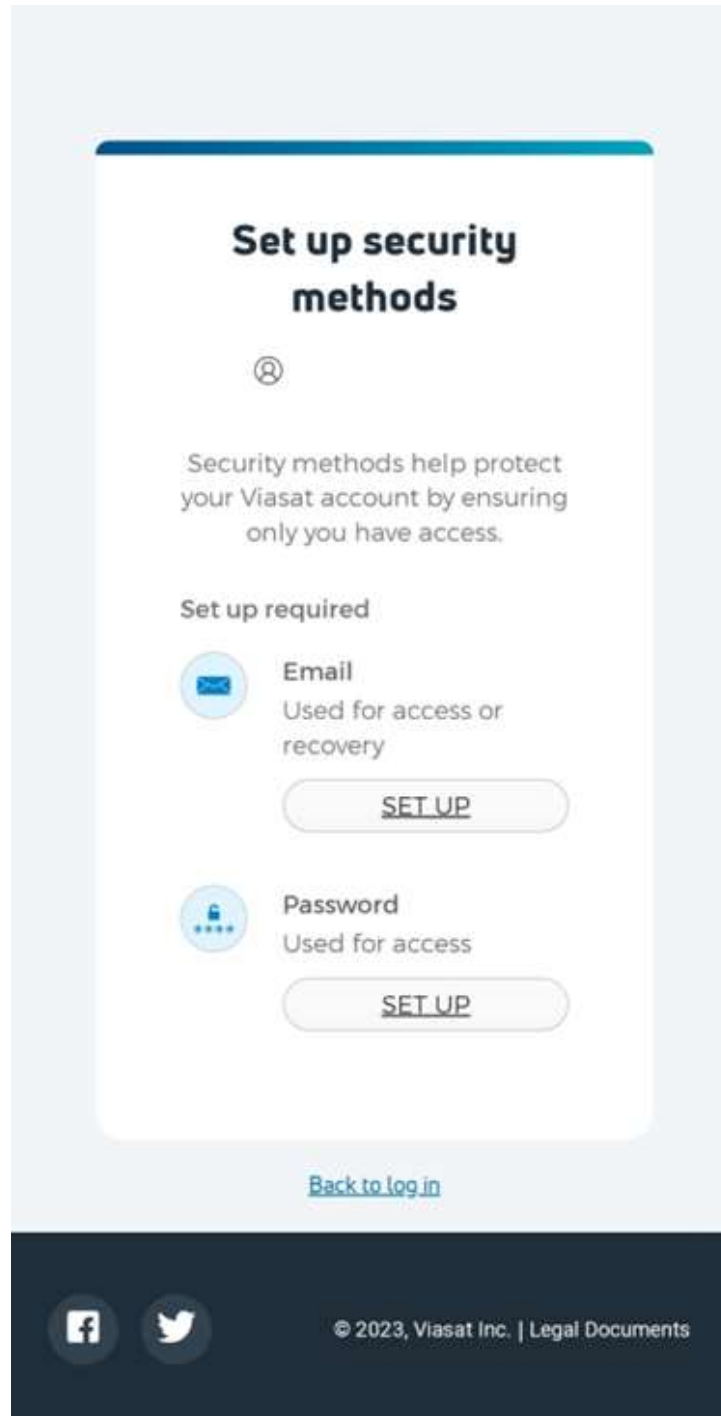 Set up security
methods
Security methods help protect
your Viasat account by ensuring
only you have access.
Set up required
Email
Used for access or
recovery
SET UP
Password
Used for access
SET UP
Back to log in
© 2023, Viasat Inc. | Legal Documents